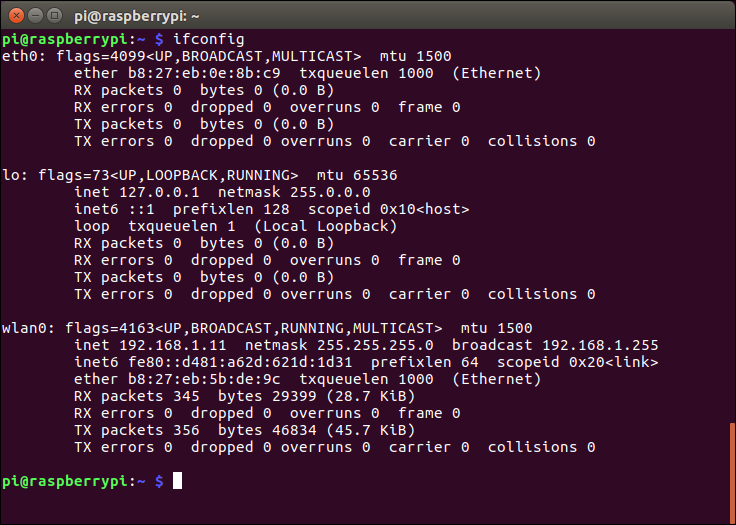 pi@raspberrypi: ~
pi@raspberrypi:~ $ ifconfig
eth0: flags=4099<UP,BROADCAST,MULTICAST>  mtu 1500
        ether b8:27:eb:0e:8b:c9  txqueuelen 1000  (Ethernet)
        RX packets 0  bytes 0 (0.0 B)
        RX errors 0  dropped 0  overruns 0  frame 0
        TX packets 0  bytes 0 (0.0 B)
        TX errors 0  dropped 0 overruns 0  carrier 0  collisions 0

lo: flags=73<UP,LOOPBACK,RUNNING>  mtu 65536
        inet 127.0.0.1  netmask 255.0.0.0
        inet6 ::1  prefixlen 128  scopeid 0x10<host>
        loop  txqueuelen 1  (Local Loopback)
        RX packets 0  bytes 0 (0.0 B)
        RX errors 0  dropped 0  overruns 0  frame 0
        TX packets 0  bytes 0 (0.0 B)
        TX errors 0  dropped 0 overruns 0  carrier 0  collisions 0

wlan0: flags=4163<UP,BROADCAST,RUNNING,MULTICAST>  mtu 1500
        inet 192.168.1.11  netmask 255.255.255.0  broadcast 192.168.1.255
        inet6 fe80::d481:a62d:621d:1d31  prefixlen 64  scopeid 0x20<link>
        ether b8:27:eb:5b:de:9c  txqueuelen 1000  (Ethernet)
        RX packets 345  bytes 29399 (28.7 KiB)
        RX errors 0  dropped 0  overruns 0  frame 0
        TX packets 356  bytes 46834 (45.7 KiB)
        TX errors 0  dropped 0 overruns 0  carrier 0  collisions 0

pi@raspberrypi:~ $